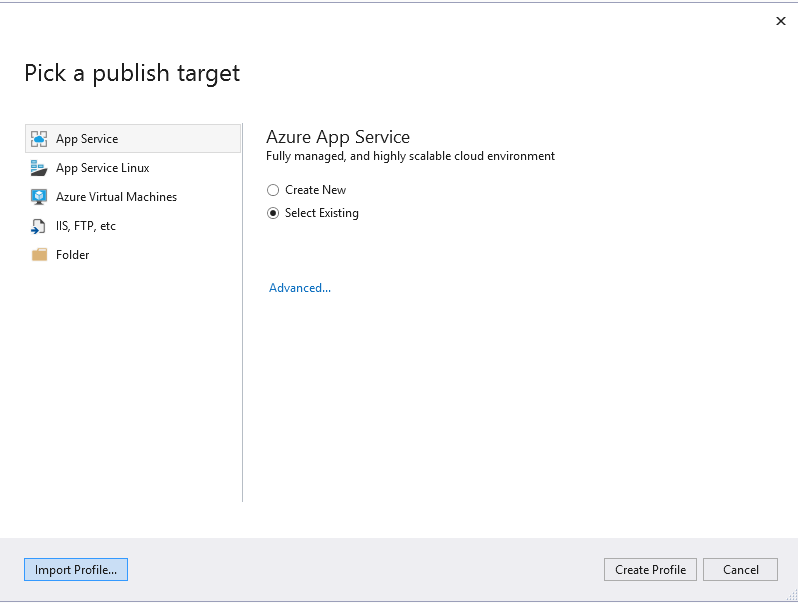 Pick a publish target
App Service
App Service Linux
Azure Virtual Machines
IIS, FTP, etc
Folder
Azure App Service
Fully managed, and highly scalable cloud environment
Create New
Select Existing
Advanced...
Import Profile...
Create Profile
Cancel